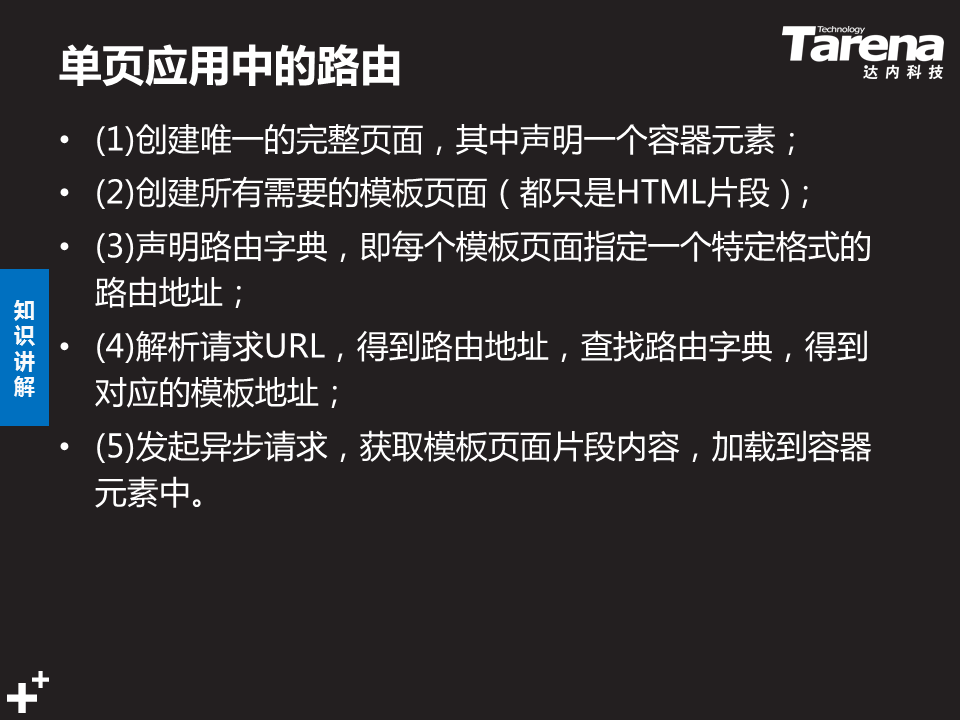 单页应用中的路由
Technology
Tarena
达内科技
• (1)创建唯一的完整页面，其中声明一个容器元素；
• (2)创建所有需要的模板页面（都只是HTML片段）；
• (3)声明路由字典，即每个模板页面指定一个特定格式的
路由地址；
• (4)解析请求URL，得到路由地址，查找路由字典，得到
对应的模板地址；
• (5)发起异步请求，获取模板页面片段内容，加载到容器
元素中。
知
识
讲
解